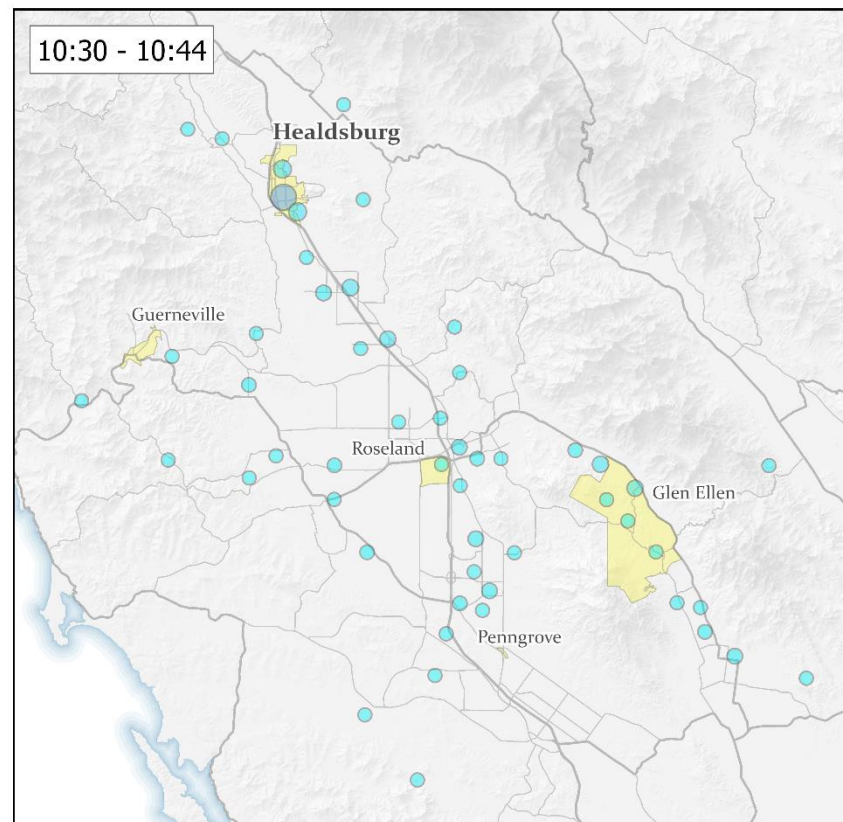 10:30 - 10:44
Healdsburg
Guerneville
Roseland
Glen Ellen
Penngrove